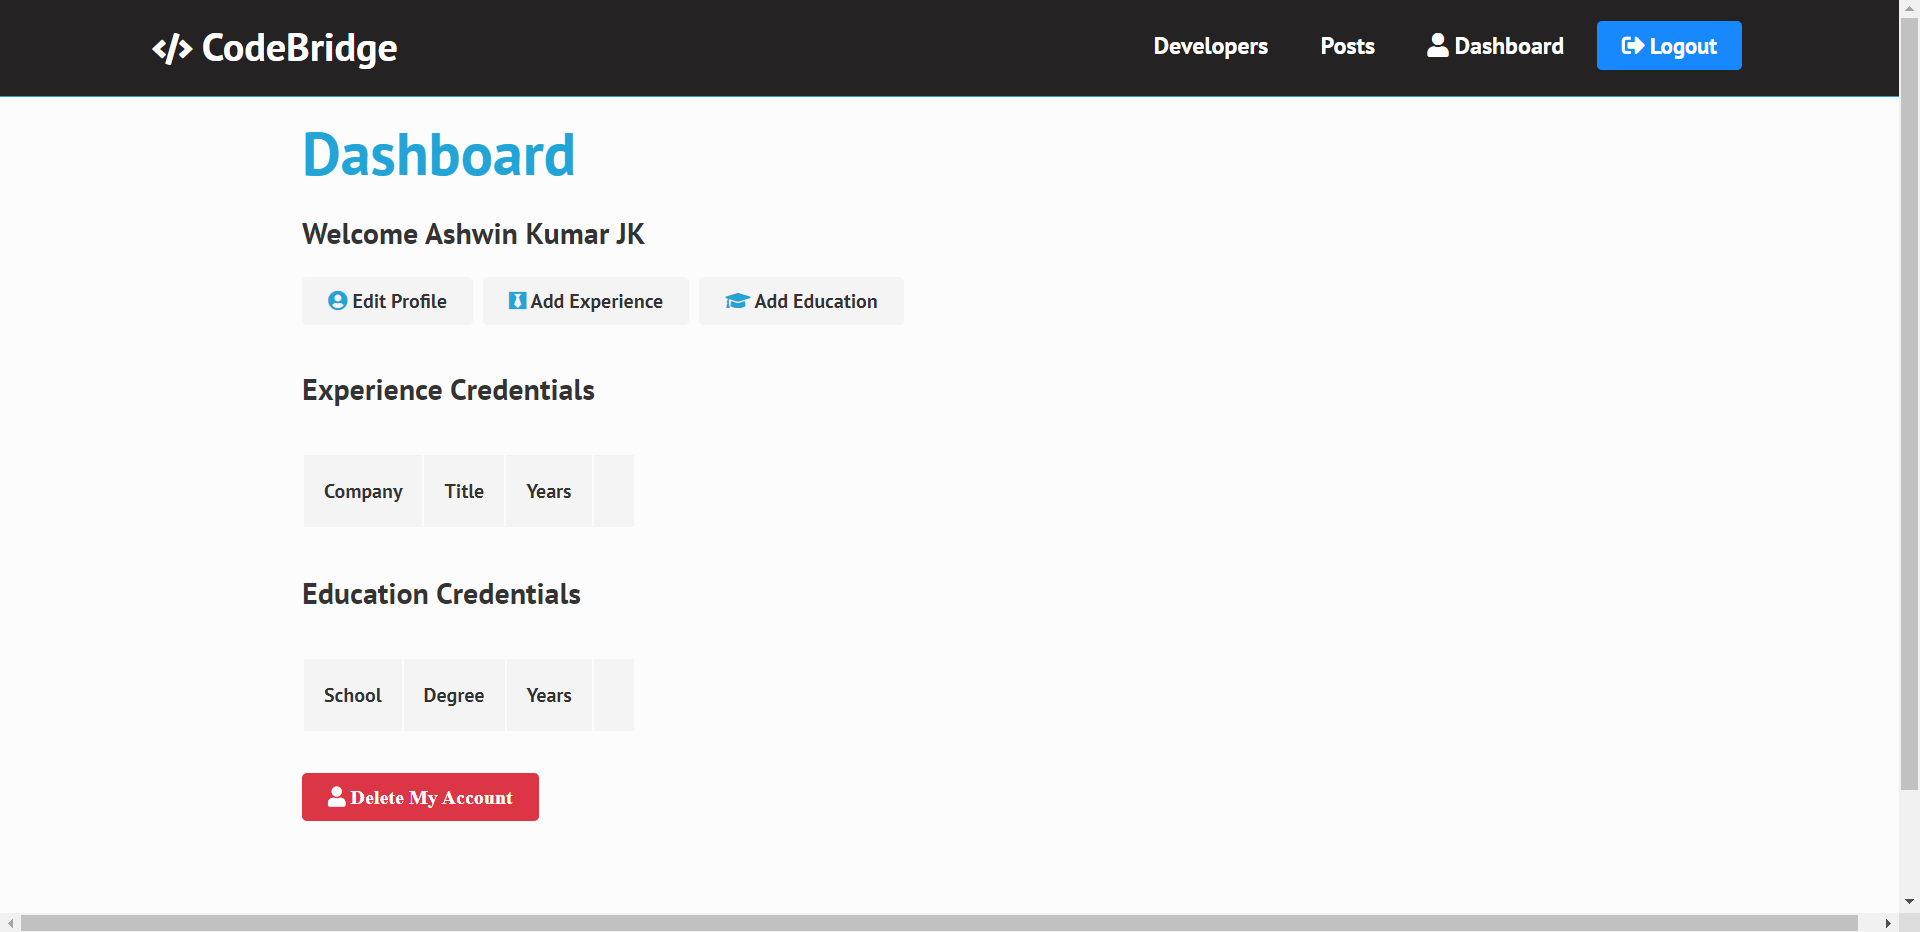 CodeBridge Developers Posts Dashboard Logout
Dashboard
Welcome Ashwin Kumar JK
Edit Profile Add Experience Add Education
Experience Credentials
Company Title Years
Education Credentials
School Degree Years
Delete My Account